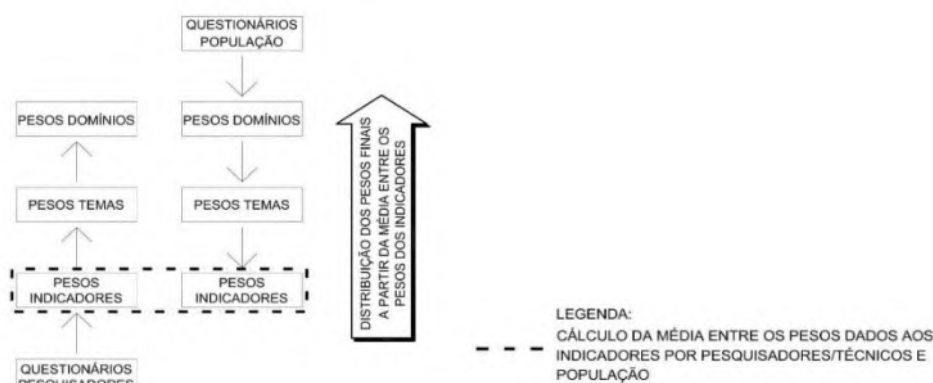 QUESTIONÁRIOS
POPULAÇÃO
PESOS DOMÍNIOS
PESOS DOMÍNIOS
PESOS TEMAS
PESOS TEMAS
PESOS
INDICADORES
PESOS
INDICADORES
QUESTIONÁRIOS
PESQUISADORES
DISTRIBUIÇÃO DOS PESOS FINAIS
A PARTIR DA MÉDIA ENTRE OS
PESOS DOS INDICADORES
LEGENDA:
CÁLCULO DA MÉDIA ENTRE OS PESOS DADOS AOS
INDICADORES POR PESQUISADORES/TÉCNICOS E
POPULAÇÃO